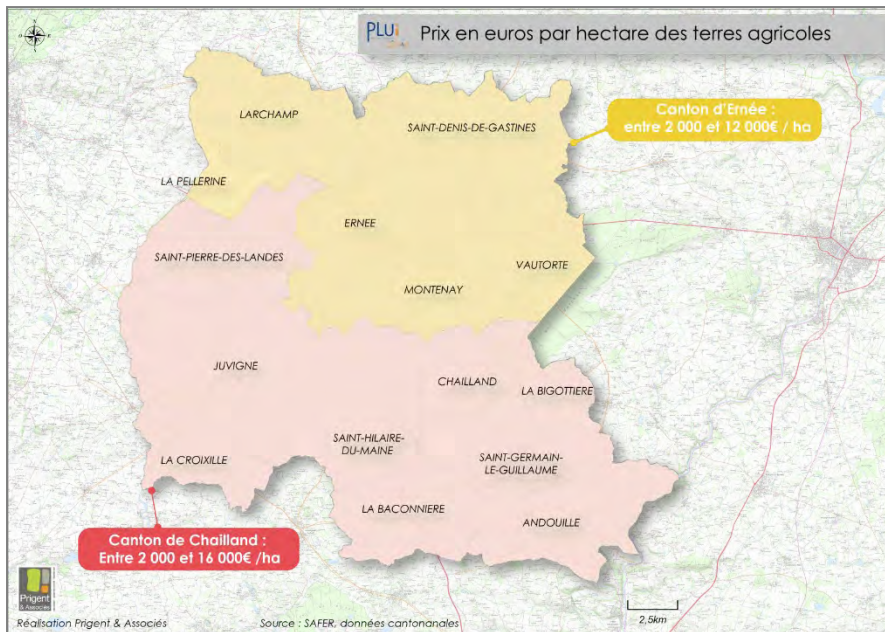 PLUi Prix en euros par hectare des terres agricoles
N
O E
S
LARCHAMP
SAINT-DENIS-DE-GASTINES
Canton d'Ernée :
entre 2 000 et 12 000€ / ha
LA PELLERINE
ERNEE
SAINT-PIERRE-DES-LANDES
VAUTORTE
MONTENAY
JUVIGNE
CHAILLAND
LA BIGOTTIERE
SAINT-HILAIRE-
DU-MAINE
LA CROIXILLE
SAINT-GERMAIN-
LE-GUILLAUME
LA BACONNIERE
ANDOUILLE
Canton de Chailland :
Entre 2 000 et 16 000€ /ha
Prigent
& Associés
2,5km
Réalisation Prigent & Associés
Source : SAFER, données cantonanales